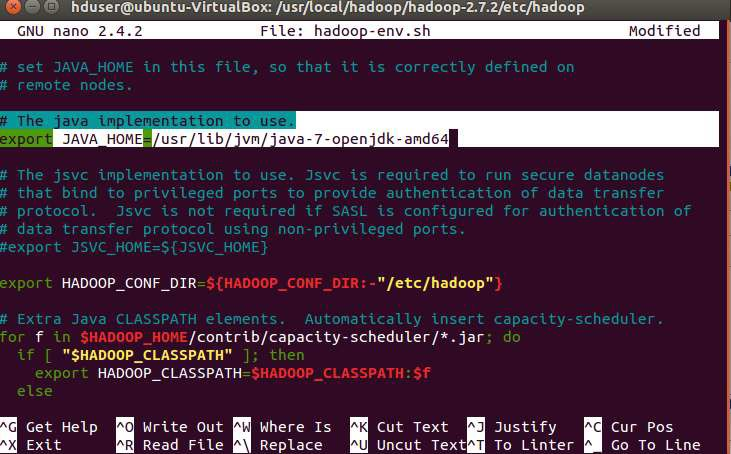 hduser@ubuntu-VirtualBox: /usr/local/hadoop/hadoop-2.7.2/etc/hadoop
GNU nano 2.4.2 File: hadoop-env.sh Modified
# set JAVA_HOME in this file, so that it is correctly defined on
# remote nodes.
# The java implementation to use.
export JAVA_HOME=/usr/lib/jvm/java-7-openjdk-amd64
# The jsvc implementation to use. Jsvc is required to run secure datanodes
# that bind to privileged ports to provide authentication of data transfer
# protocol.  Jsvc is not required if SASL is configured for authentication of
# data transfer protocol using non-privileged ports.
#export JSVC_HOME=${JSVC_HOME}
export HADOOP_CONF_DIR=${HADOOP_CONF_DIR:-"/etc/hadoop"}
# Extra Java CLASSPATH elements.  Automatically insert capacity-scheduler.
for f in $HADOOP_HOME/contrib/capacity-scheduler/*.jar; do
  if [ "$HADOOP_CLASSPATH" ]; then
    export HADOOP_CLASSPATH=$HADOOP_CLASSPATH:$f
  else
^G Get Help ^O Write Out ^W Where Is ^K Cut Text ^J Justify ^C Cur Pos
^X Exit ^R Read File ^\ Replace ^U Uncut Text ^T To Linter ^_ Go To Line